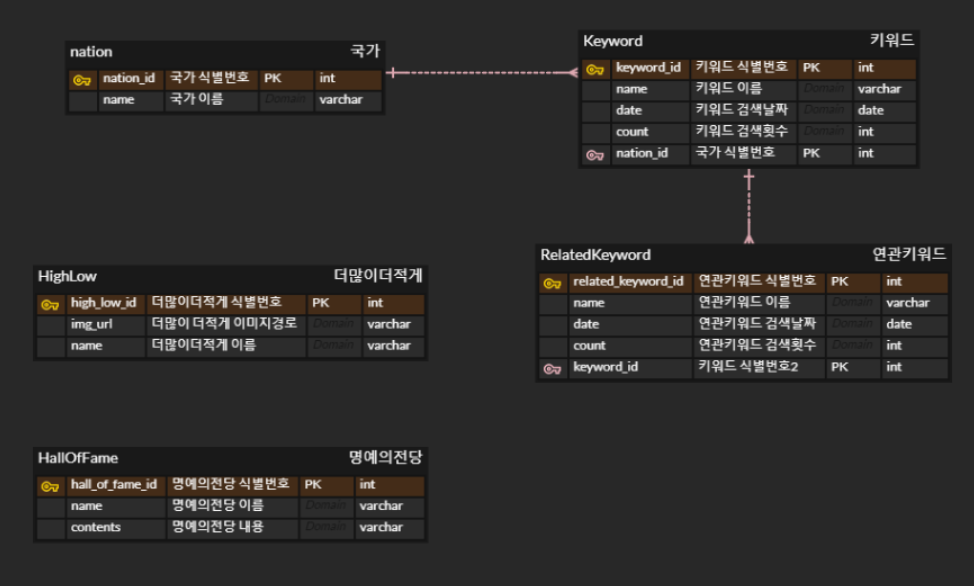 nation 국가
nation_id 국가 식별번호 PK int
name 국가 이름 Domain varchar
Keyword 키워드
keyword_id 키워드 식별번호 PK int
name 키워드 이름 Domain varchar
date 키워드 검색날짜 Domain date
count 키워드 검색횟수 Domain int
nation_id 국가 식별번호 PK int
RelatedKeyword 연관키워드
related_keyword_id 연관키워드 식별번호 PK int
name 연관키워드 이름 Domain varchar
date 연관키워드 검색날짜 Domain date
count 연관키워드 검색횟수 Domain int
keyword_id 키워드 식별번호2 PK int
HighLow 더많이더적게
high_low_id 더많이더적게 식별번호 PK int
img_url 더많이 더적게 이미지경로 Domain varchar
name 더많이더적게 이름 Domain varchar
HallOfFame 명예의전당
hall_of_fame_id 명예의전당 식별번호 PK int
name 명예의전당 이름 Domain varchar
contents 명예의전당 내용 Domain varchar